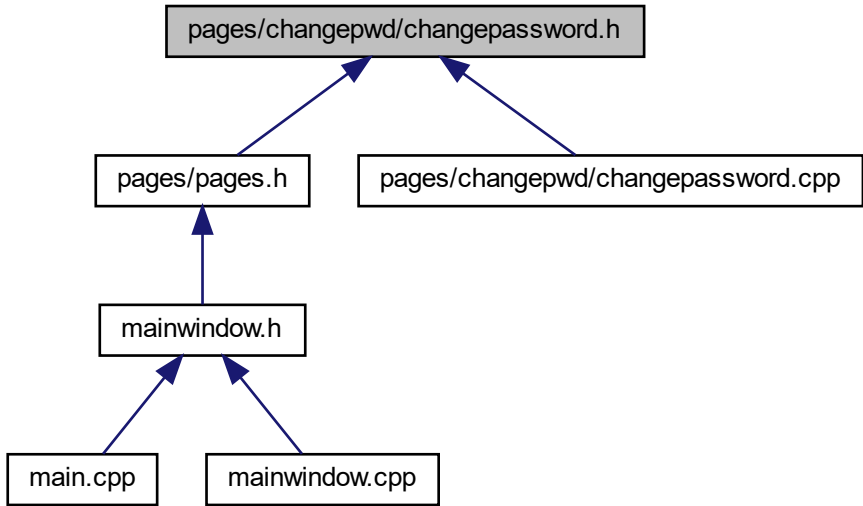 pages/changepwd/changepassword.h
pages/pages.h
pages/changepwd/changepassword.cpp
mainwindow.h
main.cpp
mainwindow.cpp